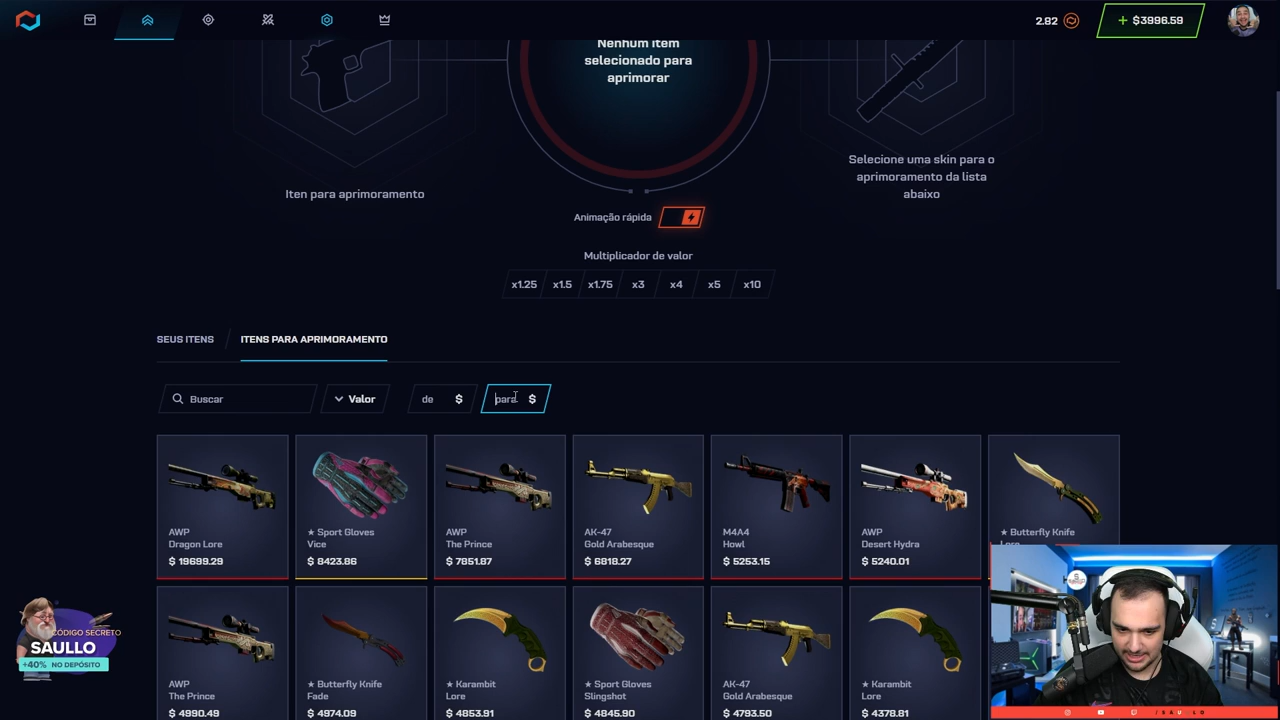 2.82
+ $3996.59
Nenhum item
selecionado para
aprimorar
Iten para aprimoramento
Selecione uma skin para o
aprimoramento da lista
abaixo
Animação rápida
Multiplicador de valor
x1.25 x1.5 x1.75 x3 x4 x5 x10
SEUS ITENS / ITENS PARA APRIMORAMENTO
Buscar
Valor
de $
para $
AWP
Dragon Lore
$ 19699.29
★ Sport Gloves
Vice
$ 8423.86
AWP
The Prince
$ 7851.87
AK-47
Gold Arabesque
$ 6818.27
M4A4
Howl
$ 5253.15
AWP
Desert Hydra
$ 5240.01
★ Butterfly Knife
Lore
AWP
The Prince
$ 4990.49
★ Butterfly Knife
Fade
$ 4974.09
★ Karambit
Lore
$ 4853.91
★ Sport Gloves
Slingshot
$ 4845.90
AK-47
Gold Arabesque
$ 4793.50
★ Karambit
Lore
$ 4378.81
CÓDIGO SECRETO
SAULLO
+40% NO DEPÓSITO
/SAULO